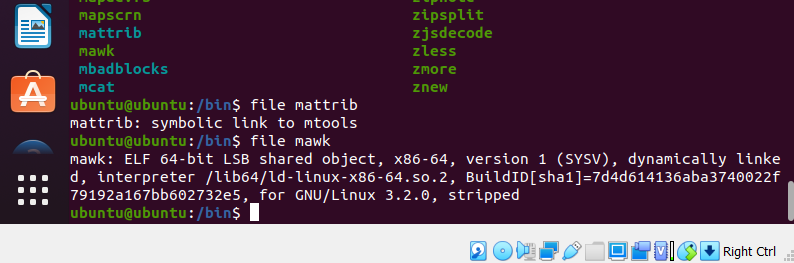 mapscrn zipsplit
mattrib zjsdecode
mawk zless
mbadblocks zmore
mcat znew
ubuntu@ubuntu:/bin$ file mattrib
mattrib: symbolic link to mtools
ubuntu@ubuntu:/bin$ file mawk
mawk: ELF 64-bit LSB shared object, x86-64, version 1 (SYSV), dynamically linke
d, interpreter /lib64/ld-linux-x86-64.so.2, BuildID[sha1]=7d4d614136aba3740022f
79192a167bb602732e5, for GNU/Linux 3.2.0, stripped
ubuntu@ubuntu:/bin$
Right Ctrl